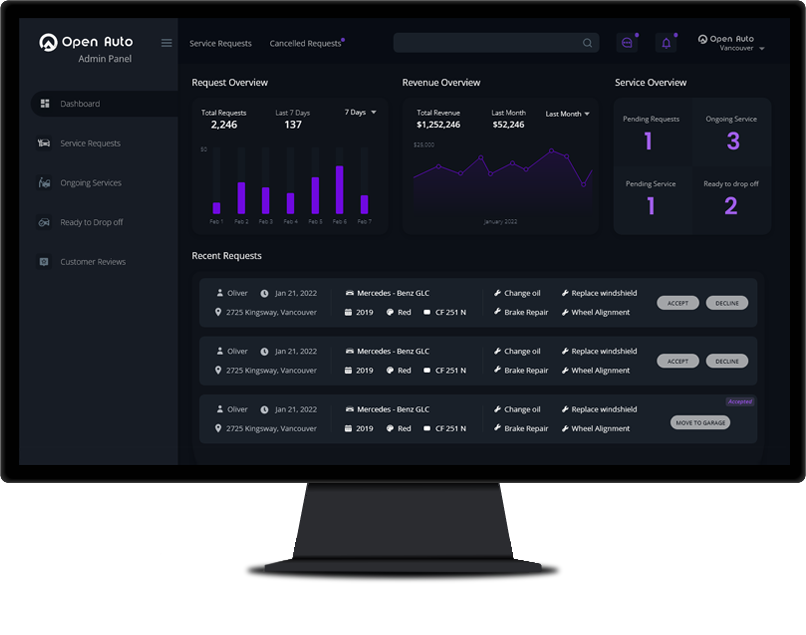 Open Auto
Admin Panel
Dashboard
Service Requests
Ongoing Services
Ready to Drop off
Customer Reviews
Service Requests Cancelled Requests
Open Auto
Vancouver
Request Overview
Total Requests Last 7 Days 7 Days
2,246 137
$0
Feb 1 Feb 2 Feb 3 Feb 4 Feb 5 Feb 6 Feb 7
Revenue Overview
Total Revenue Last Month Last Month
$1,252,246 $52,246
$25,000
January 2022
Service Overview
Pending Requests Ongoing Service
1 3
Pending Service Ready to drop off
1 2
Recent Requests
Oliver Jan 21, 2022 Mercedes - Benz GLC Change oil Replace windshield
ACCEPT DECLINE
2725 Kingsway, Vancouver 2019 Red CF 251 N Brake Repair Wheel Alignment
Oliver Jan 21, 2022 Mercedes - Benz GLC Change oil Replace windshield
ACCEPT DECLINE
2725 Kingsway, Vancouver 2019 Red CF 251 N Brake Repair Wheel Alignment
Accepted
Oliver Jan 21, 2022 Mercedes - Benz GLC Change oil Replace windshield
MOVE TO GARAGE
2725 Kingsway, Vancouver 2019 Red CF 251 N Brake Repair Wheel Alignment